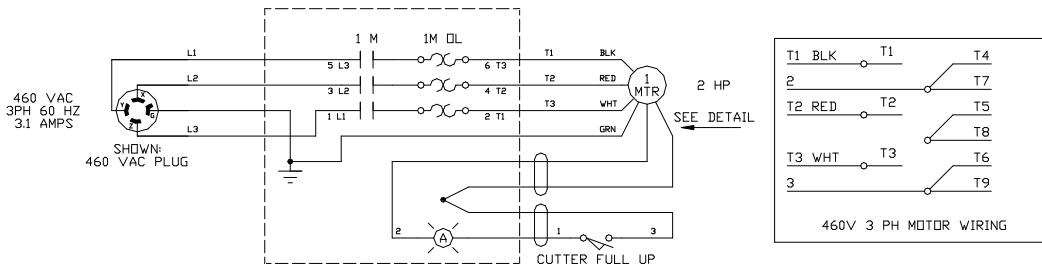 1 M
1M OL
L1
5 L3
6 T3
T1
BLK
L2
3 L2
4 T2
T2
RED
L3
1 L1
2 T1
T3
WHT
GRN
460 VAC
3PH 60 HZ
3.1 AMPS
X
Y
G
Z
SHOWN:
460 VAC PLUG
1
MTR
2 HP
SEE DETAIL
2
A
1
3
CUTTER FULL UP
T1 BLK
T1
T4
2
T7
T2 RED
T2
T5
T8
T3 WHT
T3
T6
3
T9
460V 3 PH MOTOR WIRING